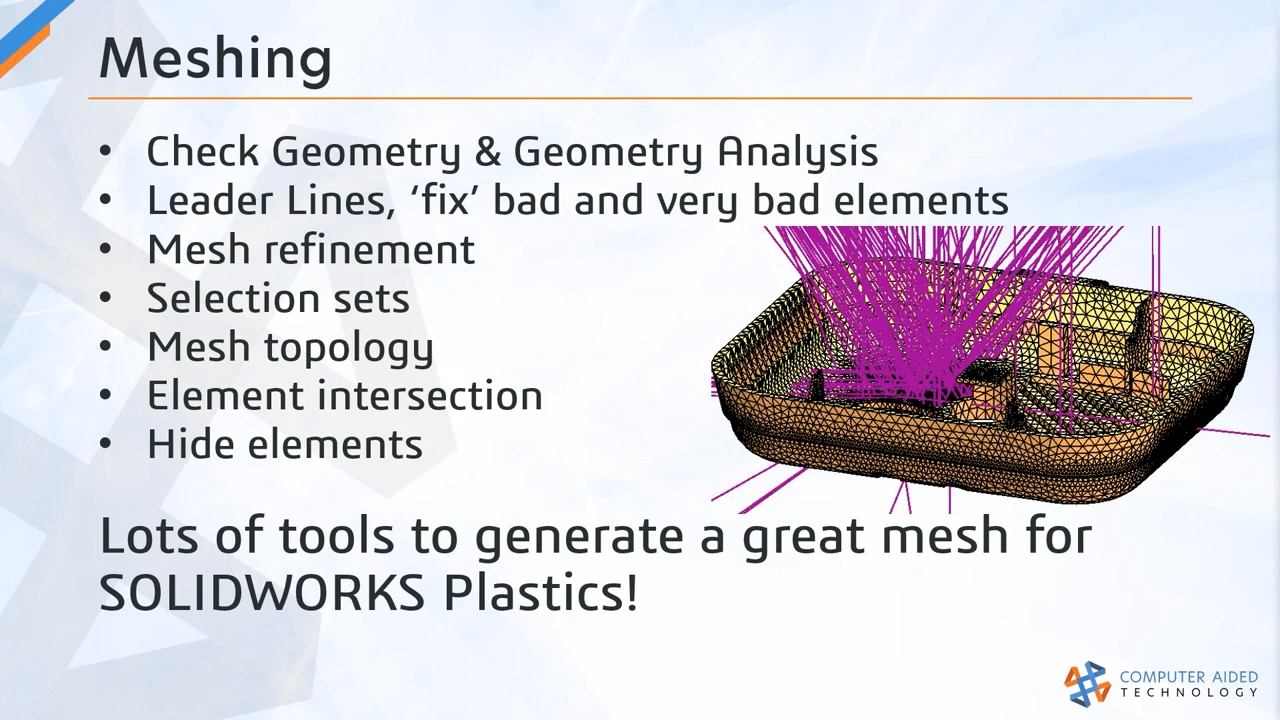 Meshing
• Check Geometry & Geometry Analysis
• Leader Lines, ‘fix’ bad and very bad elements
• Mesh refinement
• Selection sets
• Mesh topology
• Element intersection
• Hide elements
Lots of tools to generate a great mesh for
SOLIDWORKS Plastics!
COMPUTER AIDED
TECHNOLOGY